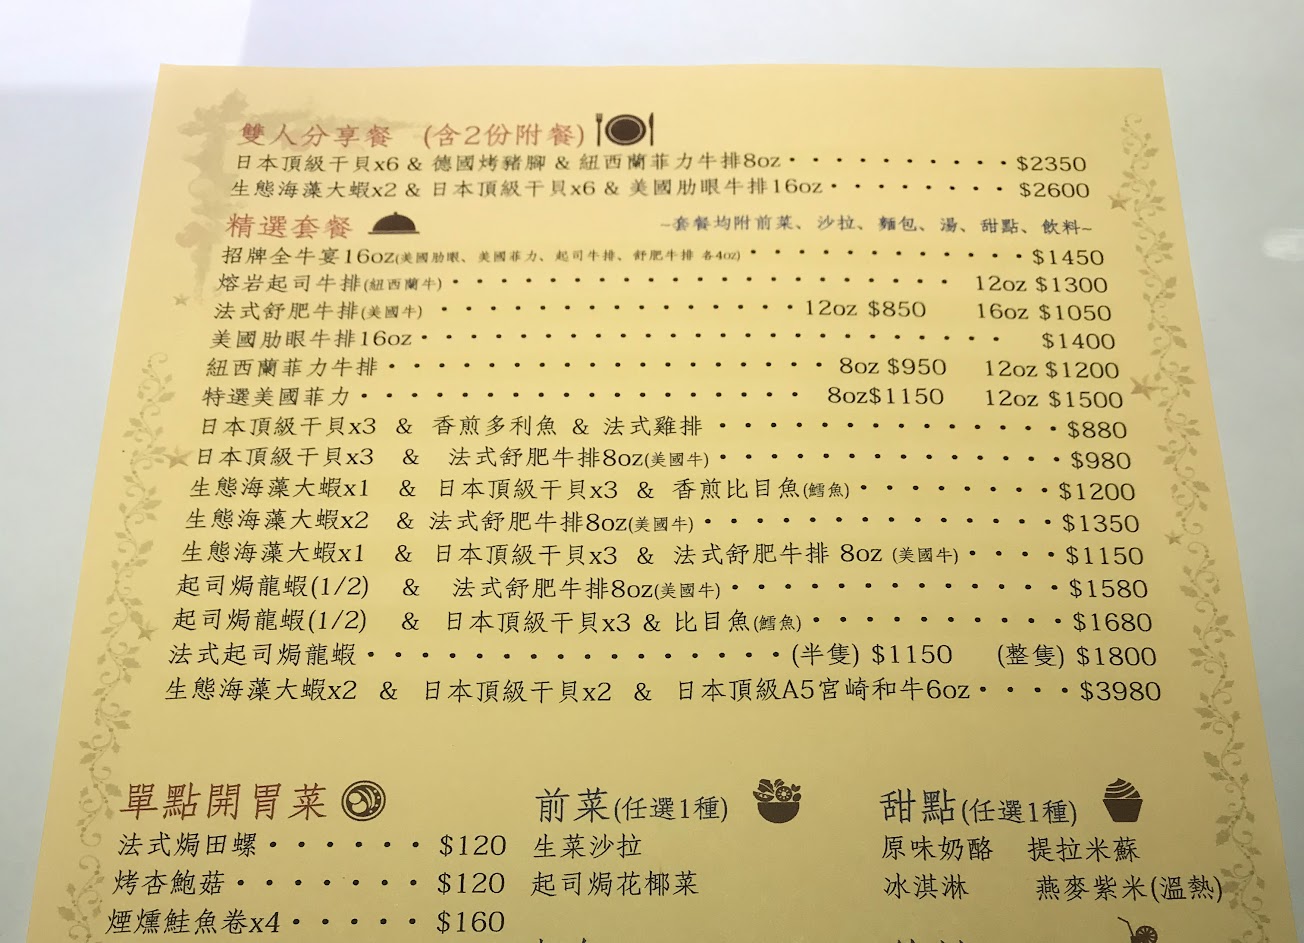 雙人分享餐 (含2份附餐)
日本頂級干貝x6 & 德國烤豬腳 & 紐西蘭菲力牛排8oz・・・・・・・・・・・$2350
生態海藻大蝦x2 & 日本頂級干貝x6 & 美國肋眼牛排16oz・・・・・・・・$2600
精選套餐 ~套餐均附前菜、沙拉、麵包、湯、甜點、飲料~
招牌全牛宴16oz(美國肋眼、美國菲力、起司牛排、舒肥牛排 各4oz)・・・・・・・・・・・$1450
熔岩起司牛排(紐西蘭牛)・・・・・・・・・・・・・・・・・・・ 12oz $1300
法式舒肥牛排(美國牛) ・・・・・・・・・・・・・・12oz $850 16oz $1050
美國肋眼牛排16oz・・・・・・・・・・・・・・・・・・・・・・ $1400
紐西蘭菲力牛排・・・・・・・・・・・・・・・・・ 8oz $950 12oz $1200
特選美國菲力・・・・・・・・・・・・・・・・・ 8oz$1150 12oz $1500
日本頂級干貝x3 & 香煎多利魚 & 法式雞排 ・・・・・・・・・・・・・・$880
日本頂級干貝x3 & 法式舒肥牛排8oz(美國牛)・・・・・・・・・・・・・・$980
生態海藻大蝦x1 & 日本頂級干貝x3 & 香煎比目魚(鱈魚)・・・・・・・・$1200
生態海藻大蝦x2 & 法式舒肥牛排8oz(美國牛)・・・・・・・・・・・・・・$1350
生態海藻大蝦x1 & 日本頂級干貝x3 & 法式舒肥牛排 8oz (美國牛)・・・・$1150
起司焗龍蝦(1/2) & 法式舒肥牛排8oz(美國牛)・・・・・・・・・・・・・$1580
起司焗龍蝦(1/2) & 日本頂級干貝x3 & 比目魚(鱈魚)・・・・・・・・・・$1680
法式起司焗龍蝦・・・・・・・・・・・・・・・・(半隻) $1150 (整隻) $1800
生態海藻大蝦x2 & 日本頂級干貝x2 & 日本頂級A5宮崎和牛6oz・・・・$3980
單點開胃菜
法式焗田螺・・・・・・ $120
烤杏鮑菇・・・・・・・ $120
煙燻鮭魚卷x4・・・・・ $160
前菜(任選1種)
生菜沙拉
起司焗花椰菜
甜點(任選1種)
原味奶酪 提拉米蘇
冰淇淋 燕麥紫米(溫熱)